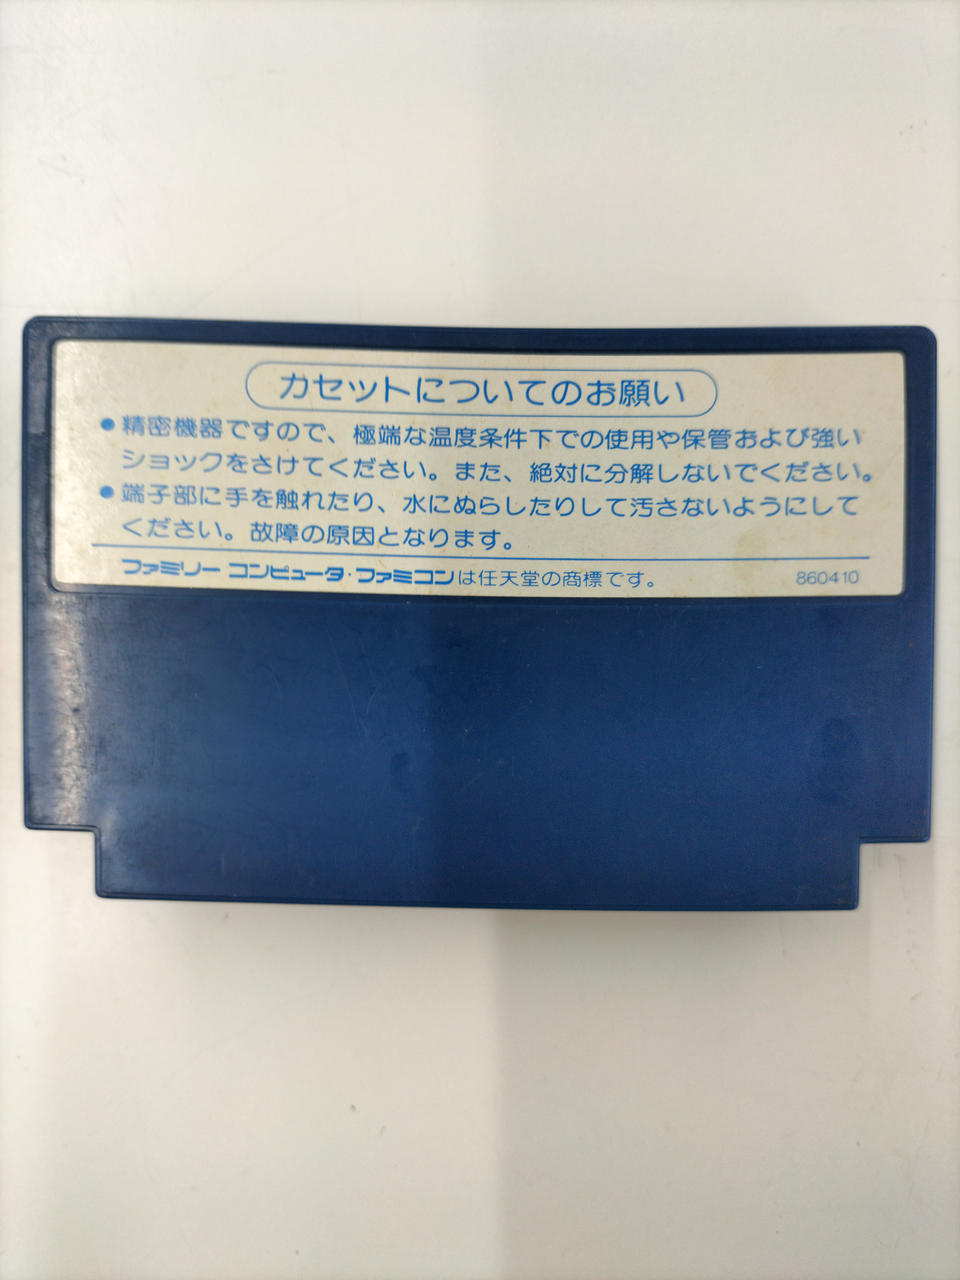 カセットについてのお願い
●精密機器ですので、極端な温度条件下での使用や保管および強い
ショックをさけてください。また、絶対に分解しないでください。
●端子部に手を触れたり、水にぬらしたりして汚さないようにして
ください。故障の原因となります。
ファミリー コンピュータ・ファミコンは任天堂の商標です。 860410